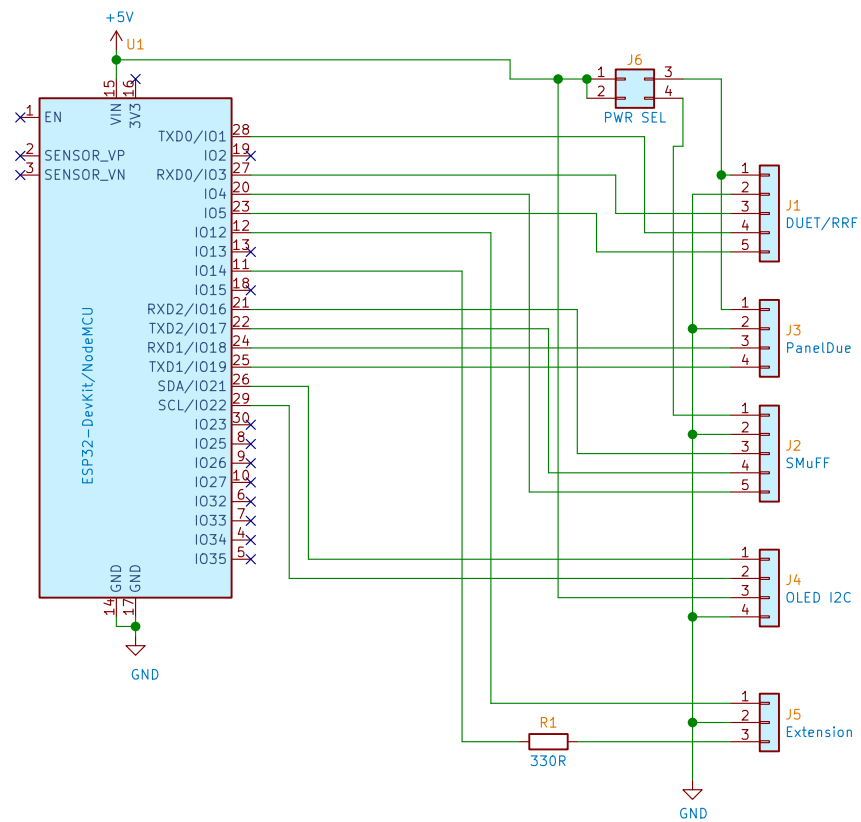 +5V
U1
J6
15
16
1
3
2
4
VIN
3V3
PWR SEL
1
EN
2
SENSOR_VP
3
SENSOR_VN
TXD0/IO1
28
IO2
19
RXD0/IO3
27
IO4
20
IO5
23
IO12
12
IO13
13
IO14
11
IO15
18
RXD2/IO16
21
TXD2/IO17
22
RXD1/IO18
24
TXD1/IO19
25
SDA/IO21
26
SCL/IO22
29
IO23
30
IO25
8
IO26
9
IO27
10
IO32
6
IO33
7
IO34
4
IO35
5
ESP32-DevKit/NodeMCU
GND
GND
14
17
GND
1
2
3
4
5
J1
DUET/RRF
1
2
3
4
J3
PanelDue
1
2
3
4
5
J2
SMuFF
1
2
3
4
J4
OLED I2C
1
2
3
J5
Extension
R1
330R
GND